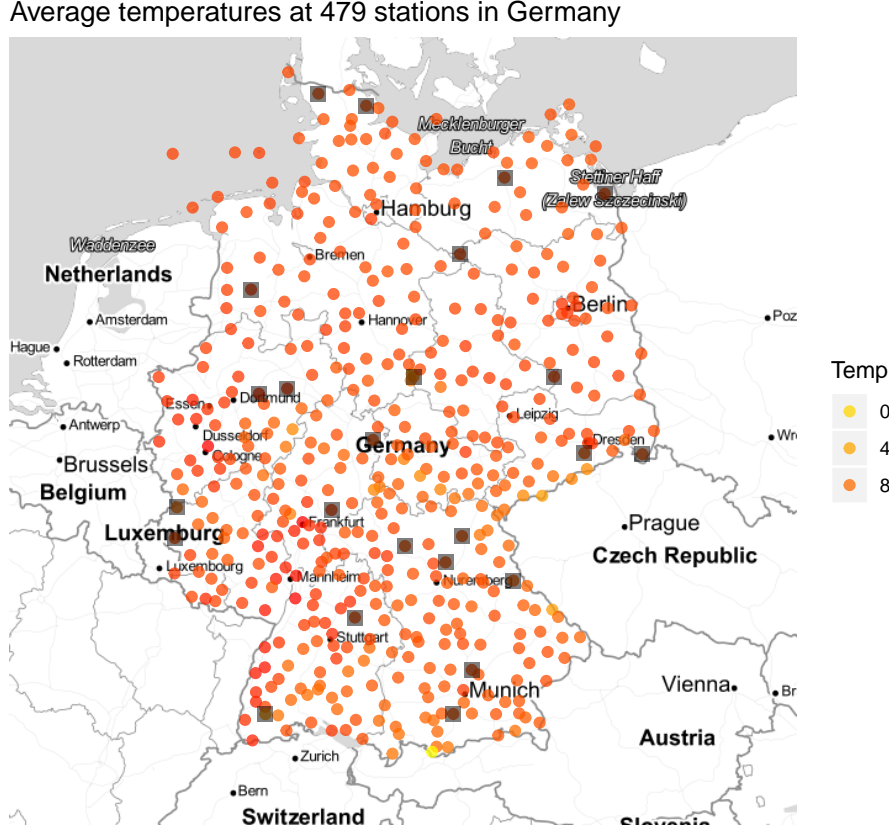 Average temperatures at 479 stations in Germany
Mecklenburger
Bucht
Stettiner Haff
(Zalew Szczecinski)
Hamburg
Waddenzee
Bremen
Netherlands
Berlin
Amsterdam
Hannover
Poz
Hague
Rotterdam
Temp
0
4
8
Essen
Dortmund
Leipzig
Antwerp
Dusseldorf
Germany
Dresden
Wr
Cologne
Brussels
Belgium
Frankfurt
Prague
Luxemburg
Czech Republic
Luxembourg
Mannheim
Nuremberg
Stuttgart
Munich
Vienna
Br
Austria
Zurich
Bern
Switzerland
Slovenia